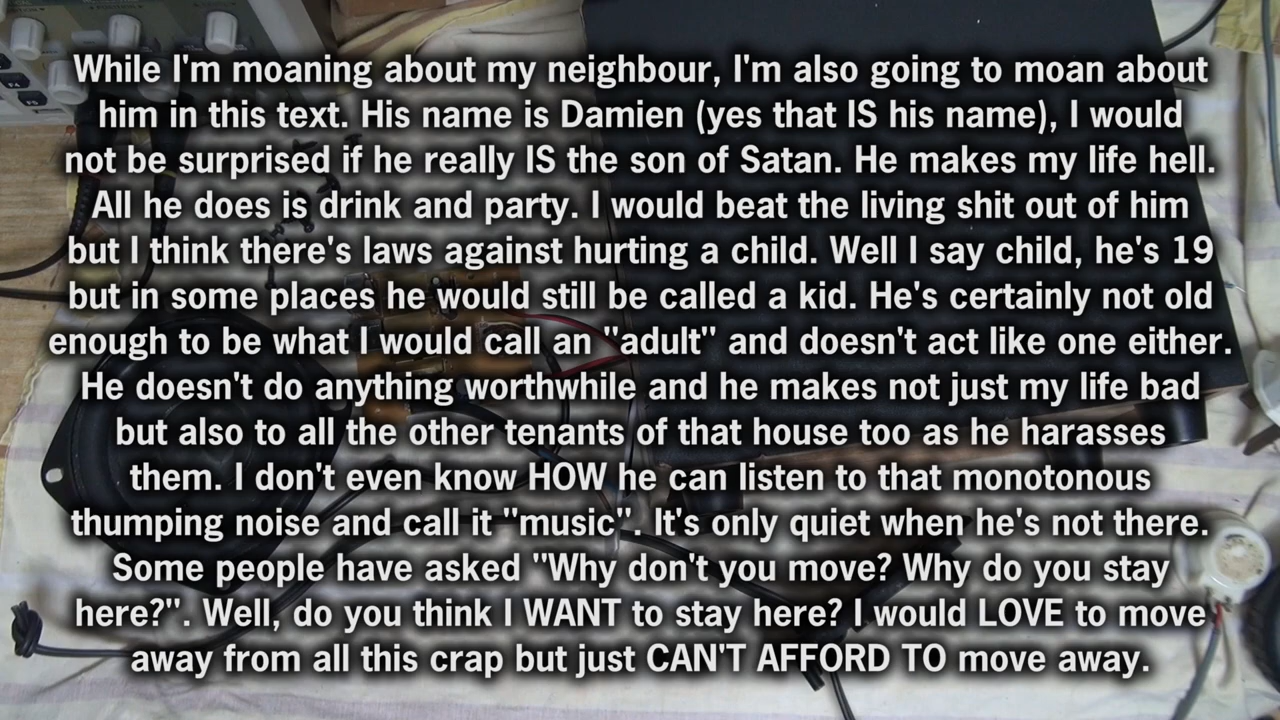 While I'm moaning about my neighbour, I'm also going to moan about
him in this text. His name is Damien (yes that IS his name), I would
not be surprised if he really IS the son of Satan. He makes my life hell.
All he does is drink and party. I would beat the living shit out of him
but I think there's laws against hurting a child. Well I say child, he's 19
but in some places he would still be called a kid. He's certainly not old
enough to be what I would call an "adult" and doesn't act like one either.
He doesn't do anything worthwhile and he makes not just my life bad
but also to all the other tenants of that house too as he harasses
them. I don't even know HOW he can listen to that monotonous
thumping noise and call it "music". It's only quiet when he's not there.
Some people have asked "Why don't you move? Why do you stay
here?". Well, do you think I WANT to stay here? I would LOVE to move
away from all this crap but just CAN'T AFFORD TO move away.